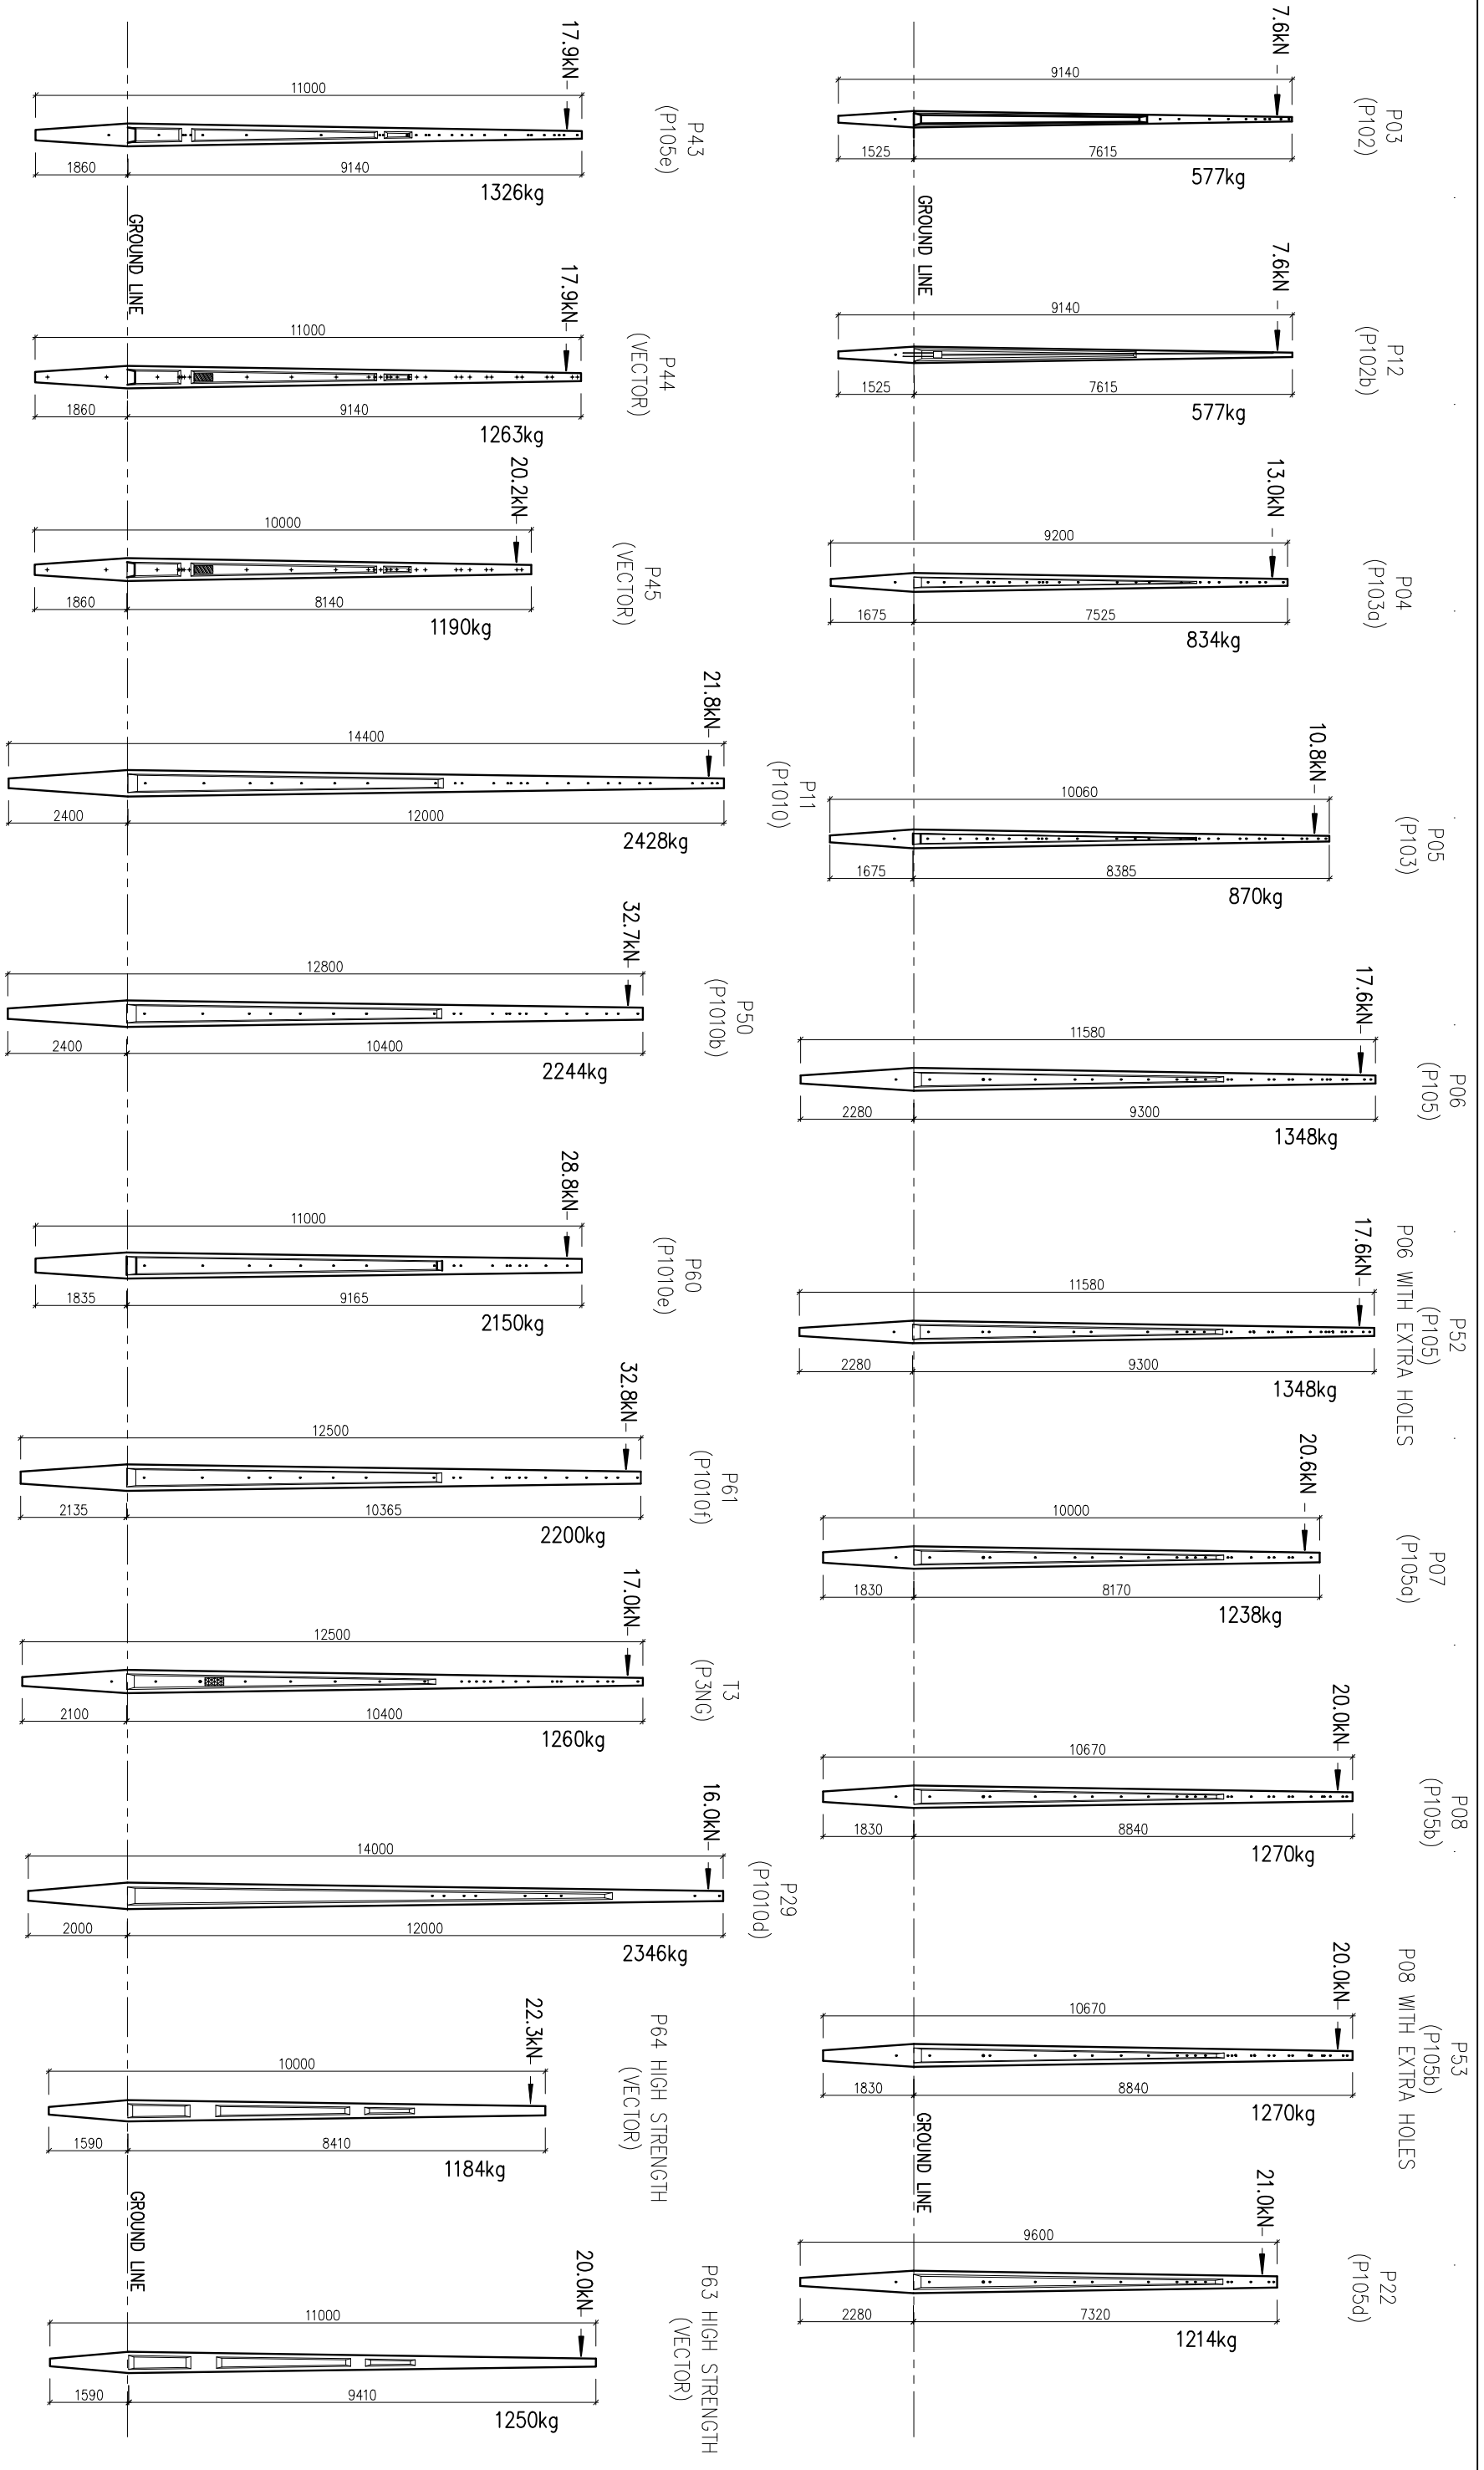 P03
(P102)
7.6kN
9140
1525
7615
577kg
GROUND LINE
P12
(P102b)
7.6kN
9140
1525
7615
577kg
P04
(P103a)
13.0kN
9200
1675
7525
834kg
P05
(P103)
10.8kN
10060
1675
8385
870kg
P06
(P105)
17.6kN
11580
2280
9300
1348kg
P52
(P105)
P06 WITH EXTRA HOLES
17.6kN
11580
2280
9300
1348kg
P07
(P105a)
20.6kN
10000
1830
8170
1238kg
P08
(P105b)
20.0kN
10670
1830
8840
1270kg
P53
(P105b)
P08 WITH EXTRA HOLES
20.0kN
10670
1830
8840
1270kg
GROUND LINE
P22
(P105d)
21.0kN
9600
2280
7320
1214kg
P43
(P105e)
17.9kN
11000
1860
9140
1326kg
GROUND LINE
P44
(VECTOR)
17.9kN
11000
1860
9140
1263kg
P45
(VECTOR)
20.2kN
10000
1860
8140
1190kg
P11
(P1010)
21.8kN
14400
2400
12000
2428kg
P50
(P1010b)
32.7kN
12800
2400
10400
2244kg
P60
(P1010e)
28.8kN
11000
1835
9165
2150kg
P61
(P1010f)
32.8kN
12500
2135
10365
2200kg
T3
(P3NG)
17.0kN
12500
2100
10400
1260kg
P29
(P1010d)
16.0kN
14000
2000
12000
2346kg
P64 HIGH STRENGTH
(VECTOR)
22.3kN
10000
1590
8410
1184kg
GROUND LINE
P63 HIGH STRENGTH
(VECTOR)
20.0kN
11000
1590
9410
1250kg